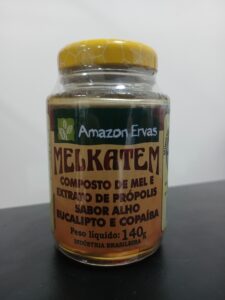 Amazon Ervas
MELKATEM
COMPOSTO DE MEL E
EXTRATO DE PRÓPOLIS
SABOR ALHO
EUCALIPTO E COPAÍBA
Peso líquido: 140g
INDÚSTRIA BRASILEIRA